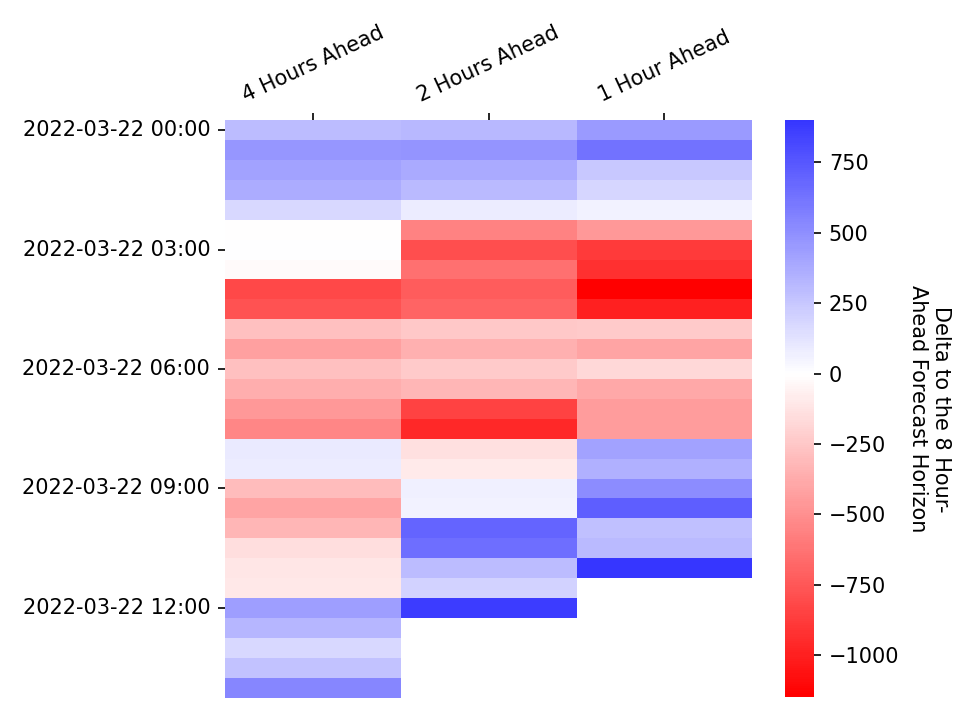 4 Hours Ahead
2 Hours Ahead
1 Hour Ahead
2022-03-22 00:00
2022-03-22 03:00
2022-03-22 06:00
2022-03-22 09:00
2022-03-22 12:00
750
500
250
0
−250
−500
−750
−1000
Delta to the 8 Hour-
Ahead Forecast Horizon